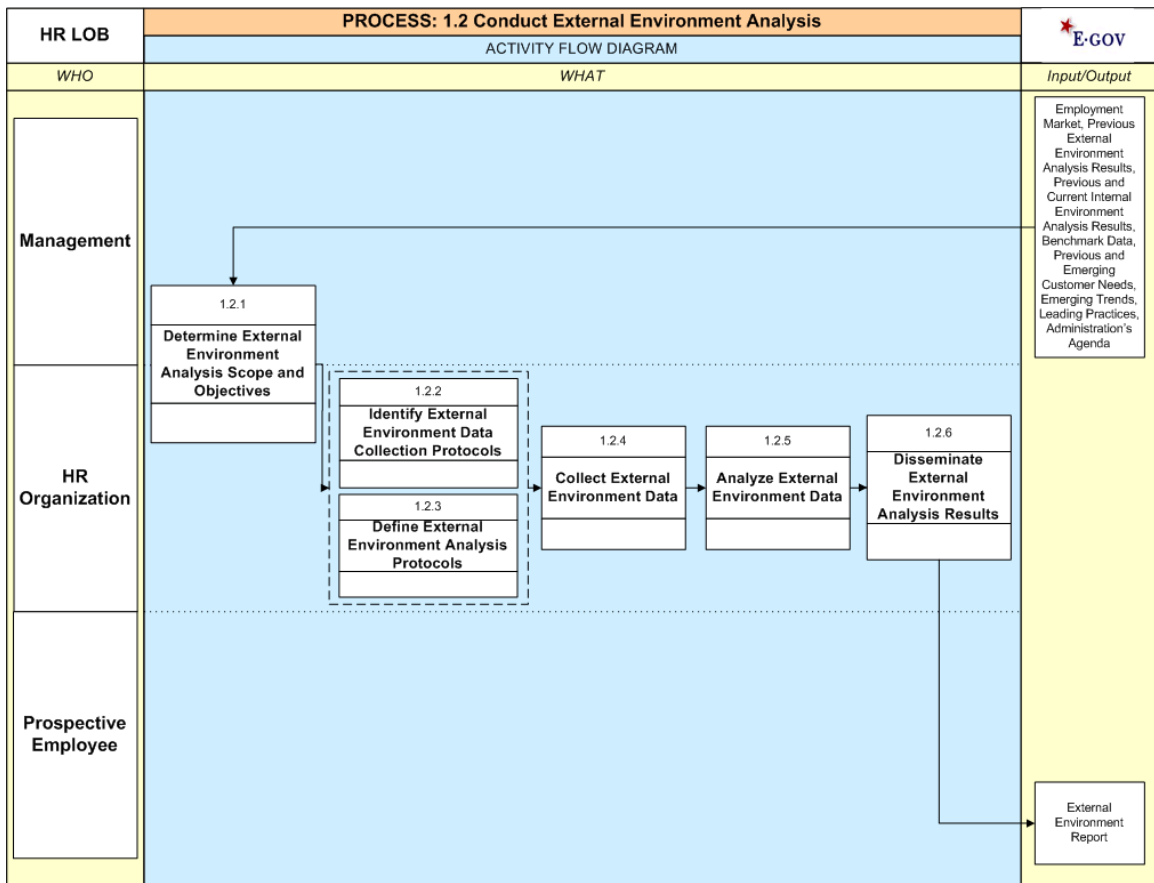 HR LOB
PROCESS: 1.2 Conduct External Environment Analysis
ACTIVITY FLOW DIAGRAM
E·GOV
WHO
WHAT
Input/Output
Employment
Market, Previous
External
Environment
Analysis Results,
Previous and
Current Internal
Environment
Analysis Results,
Benchmark Data,
Previous and
Emerging
Customer Needs,
Emerging Trends,
Leading Practices,
Administration's
Agenda
Management
1.2.1
Determine External
Environment
Analysis Scope and
Objectives
HR
Organization
1.2.2
Identify External
Environment Data
Collection Protocols
1.2.3
Define External
Environment Analysis
Protocols
1.2.4
Collect External
Environment Data
1.2.5
Analyze External
Environment Data
1.2.6
Disseminate
External
Environment
Analysis Results
Prospective
Employee
External
Environment
Report